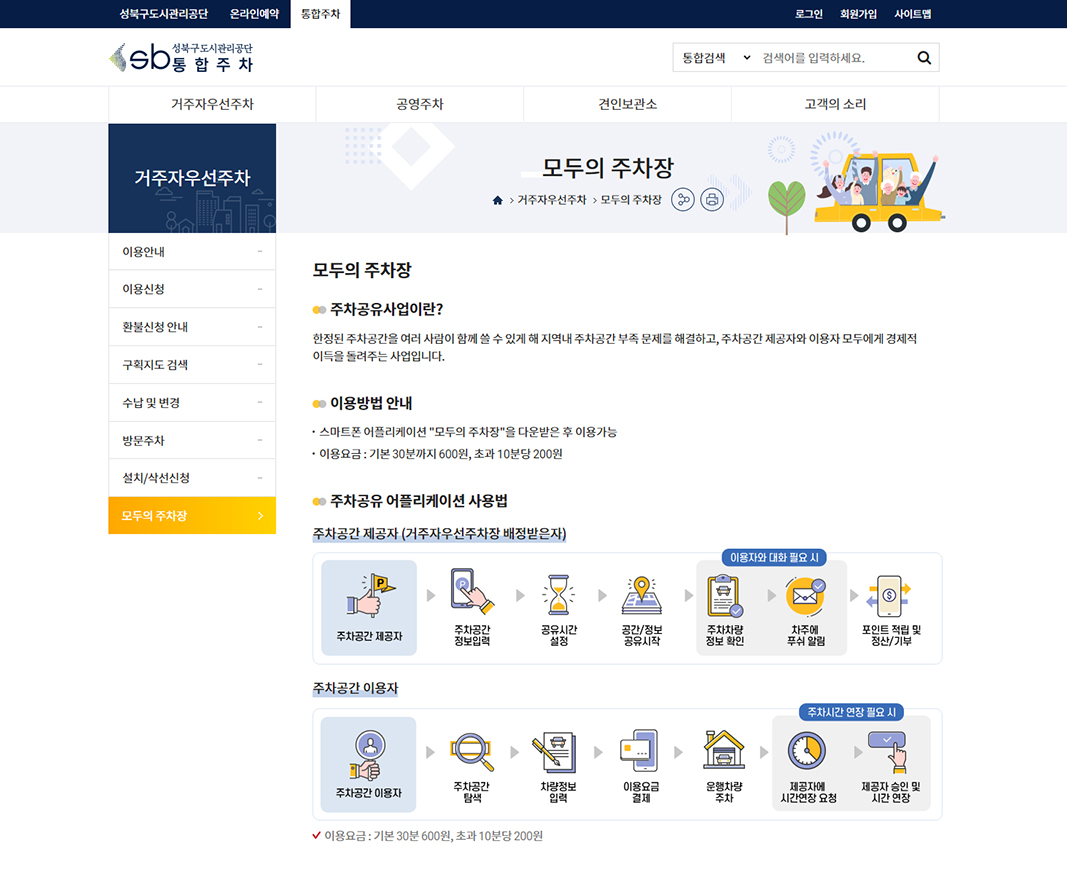 성북구도시관리공단 온라인예약 통합주차 로그인 회원가입 사이트맵
sb 성북구도시관리공단
통합주차
통합검색 검색어를 입력하세요.
거주자우선주차 공영주차 견인보관소 고객의 소리
거주자우선주차
모두의 주차장
거주자우선주차 > 모두의 주차장
이용안내
이용신청
환불신청 안내
구획지도 검색
수납 및 변경
방문주차
설치/삭선신청
모두의 주차장
모두의 주차장
주차공유사업이란?
한정된 주차공간을 여러 사람이 함께 쓸 수 있게 해 지역내 주차공간 부족 문제를 해결하고, 주차공간 제공자와 이용자 모두에게 경제적
이득을 돌려주는 사업입니다.
이용방법 안내
· 스마트폰 어플리케이션 "모두의 주차장"을 다운받은 후 이용가능
· 이용요금 : 기본 30분까지 600원, 초과 10분당 200원
주차공유 어플리케이션 사용법
주차공간 제공자 (거주자우선주차장 배정받은자)
이용자와 대화 필요 시
P
P
주차공간 제공자
주차공간
정보입력
공유시간
설정
공간/정보
공유시작
주차차량
정보 확인
차주에
푸쉬 알림
$
포인트 적립 및
정산/기부
주차공간 이용자
주차시간 연장 필요 시
주차공간 이용자
주차공간
탐색
차량정보
입력
이용요금
결제
운행차량
주차
제공자에
시간연장 요청
제공자 승인 및
시간 연장
이용요금 : 기본 30분 600원, 초과 10분당 200원